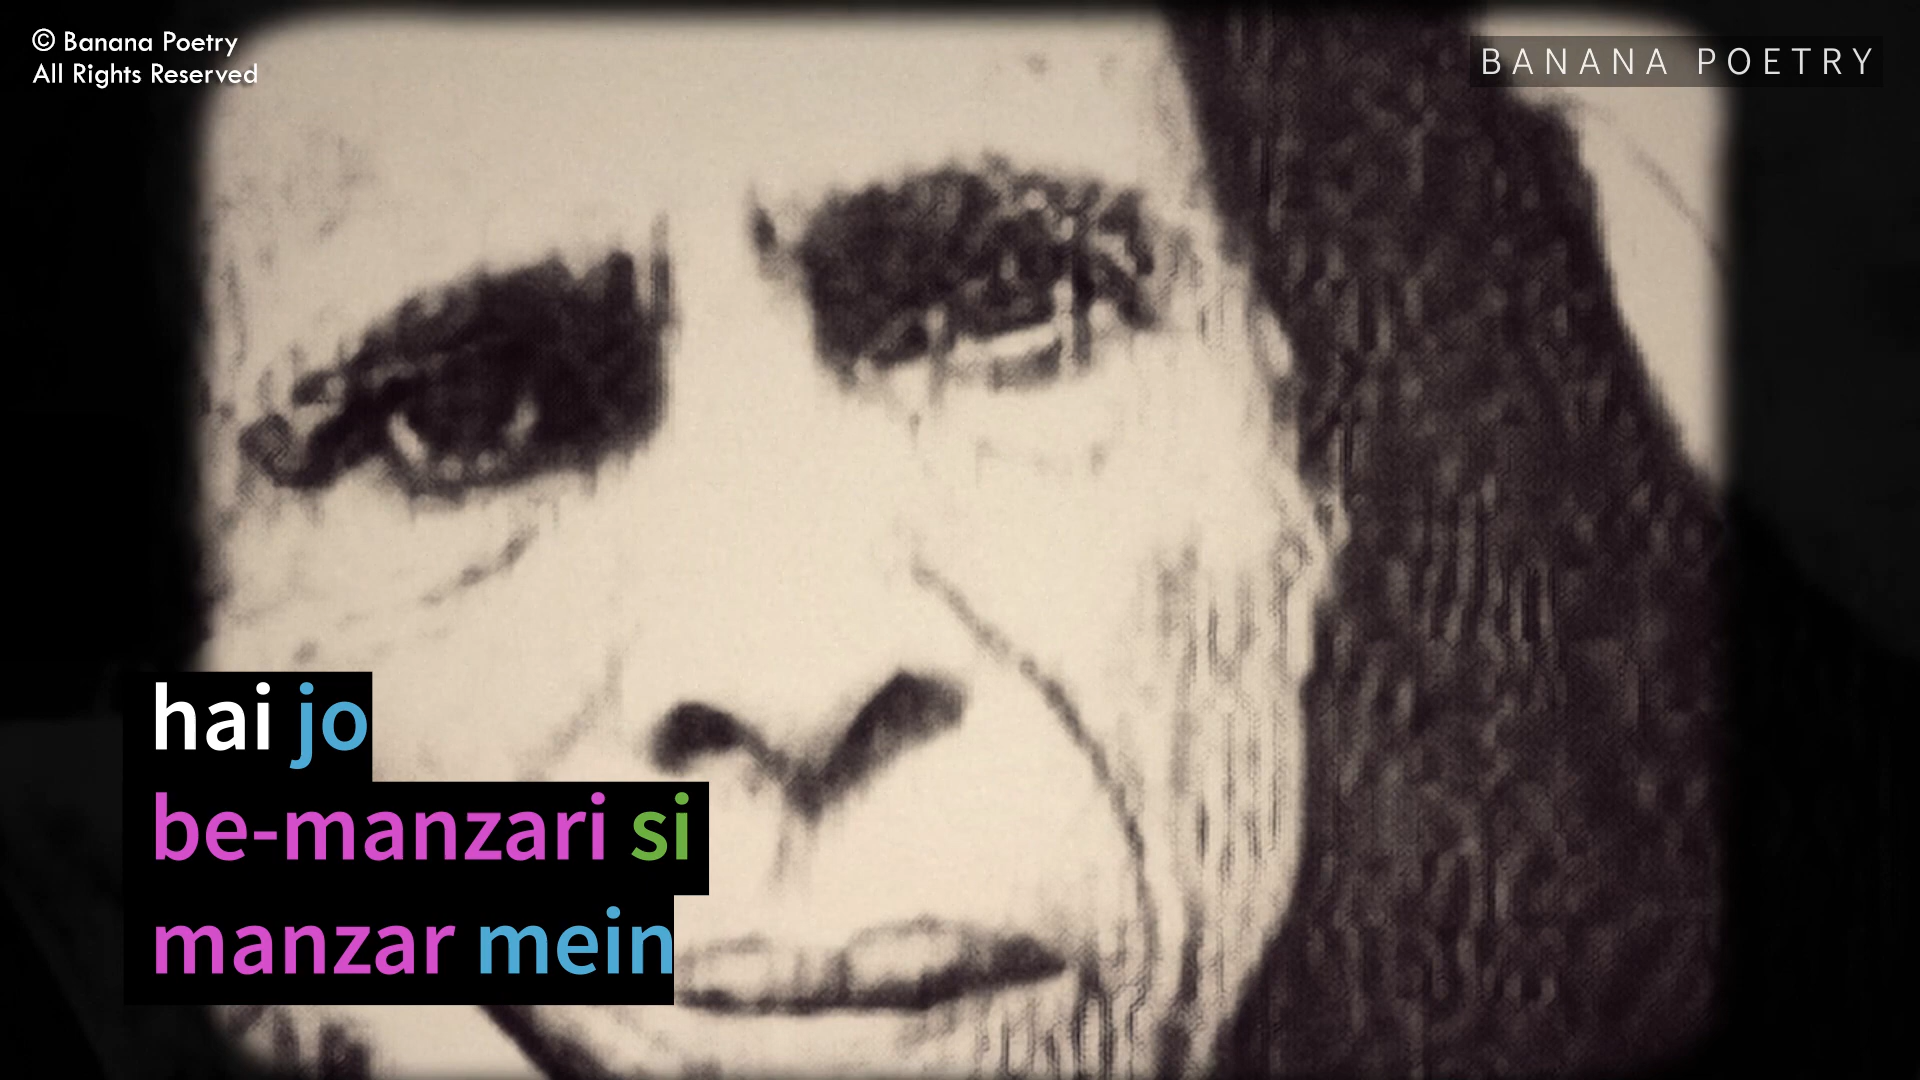 © Banana Poetry
All Rights Reserved
BANANA POETRY
hai jo
be-manzari si
manzar mein